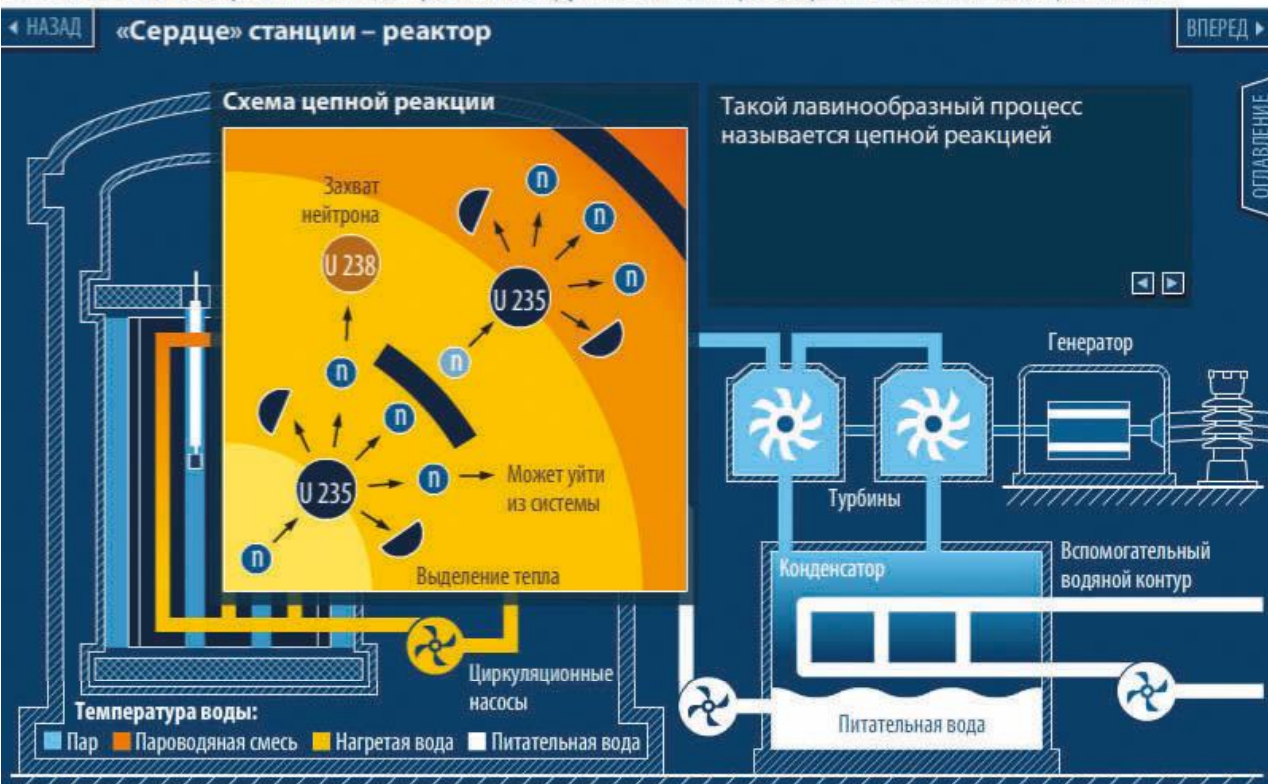 НАЗАД
«Сердце» станции – реактор
ВПЕРЕД
ОГЛАВЛЕНИЕ
Схема цепной реакции
Такой лавинообразный процесс
называется цепной реакцией
Захват
нейтрона
U 238
n
n
n
U 235
n
n
n
n
n
U 235
n
Может уйти
из системы
Выделение тепла
Генератор
Турбины
Конденсатор
Вспомогательный
водяной контур
Циркуляционные
насосы
Питательная вода
Температура воды:
Пар
Пароводяная смесь
Нагретая вода
Питательная вода